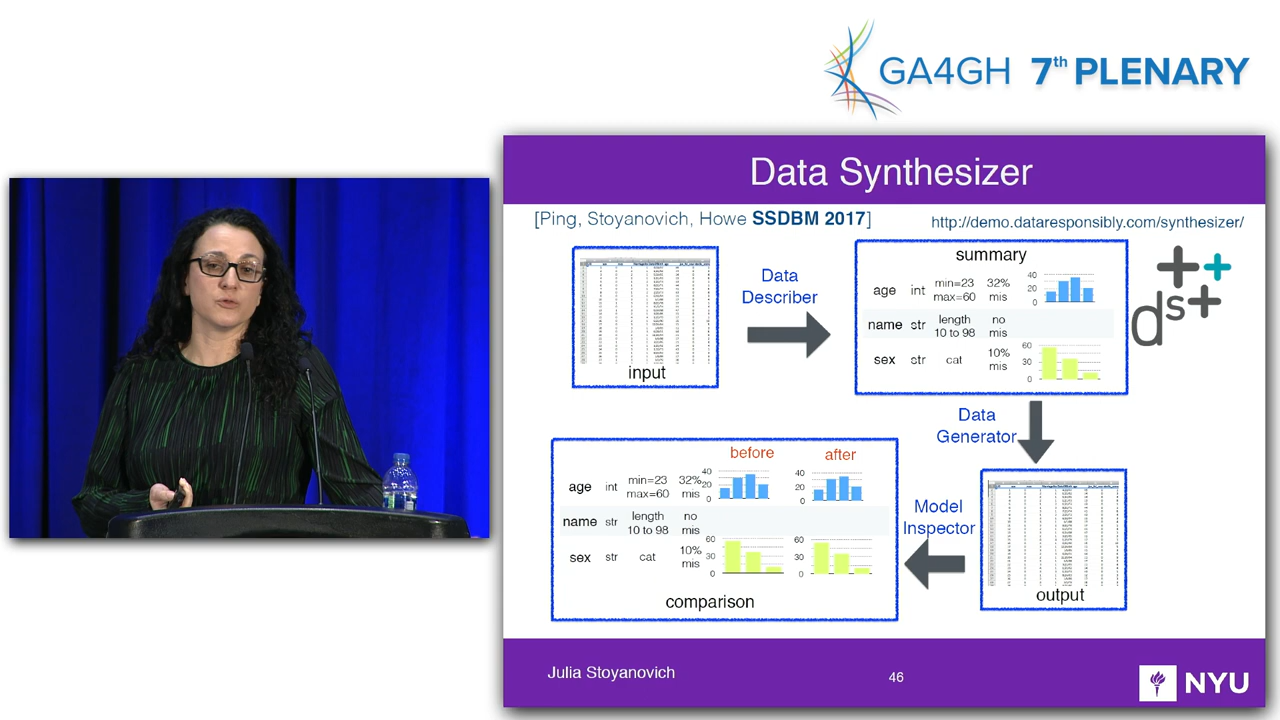 GA4GH 7th PLENARY
Data Synthesizer
[Ping, Stoyanovich, Howe SSDBM 2017]
http://demo.dataresponsibly.com/synthesizer/
input
Data
Describer
summary
age int min=23 max=60 32% mis
40
20
0
name str length 10 to 98 no mis
sex str cat 10% mis
60
30
0
ds++
+
Data
Generator
output
Model
Inspector
before after
age int min=23 max=60 32% mis
40
20
0
40
20
0
name str length 10 to 98 no mis
sex str cat 10% mis
60
30
0
60
30
0
comparison
Julia Stoyanovich
46
NYU